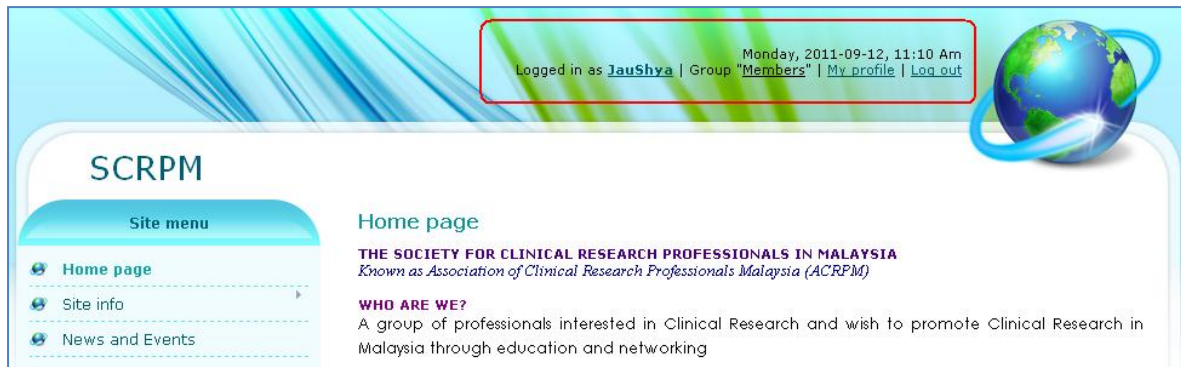 Monday, 2011-09-12, 11:10 Am
Logged in as JauShya | Group "Members" | My profile | Log out
SCRPM
Site menu
Home page
Site info
News and Events
Home page
THE SOCIETY FOR CLINICAL RESEARCH PROFESSIONALS IN MALAYSIA
Known as Association of Clinical Research Professionals Malaysia (ACRPM)
WHO ARE WE?
A group of professionals interested in Clinical Research and wish to promote Clinical Research in
Malaysia through education and networking